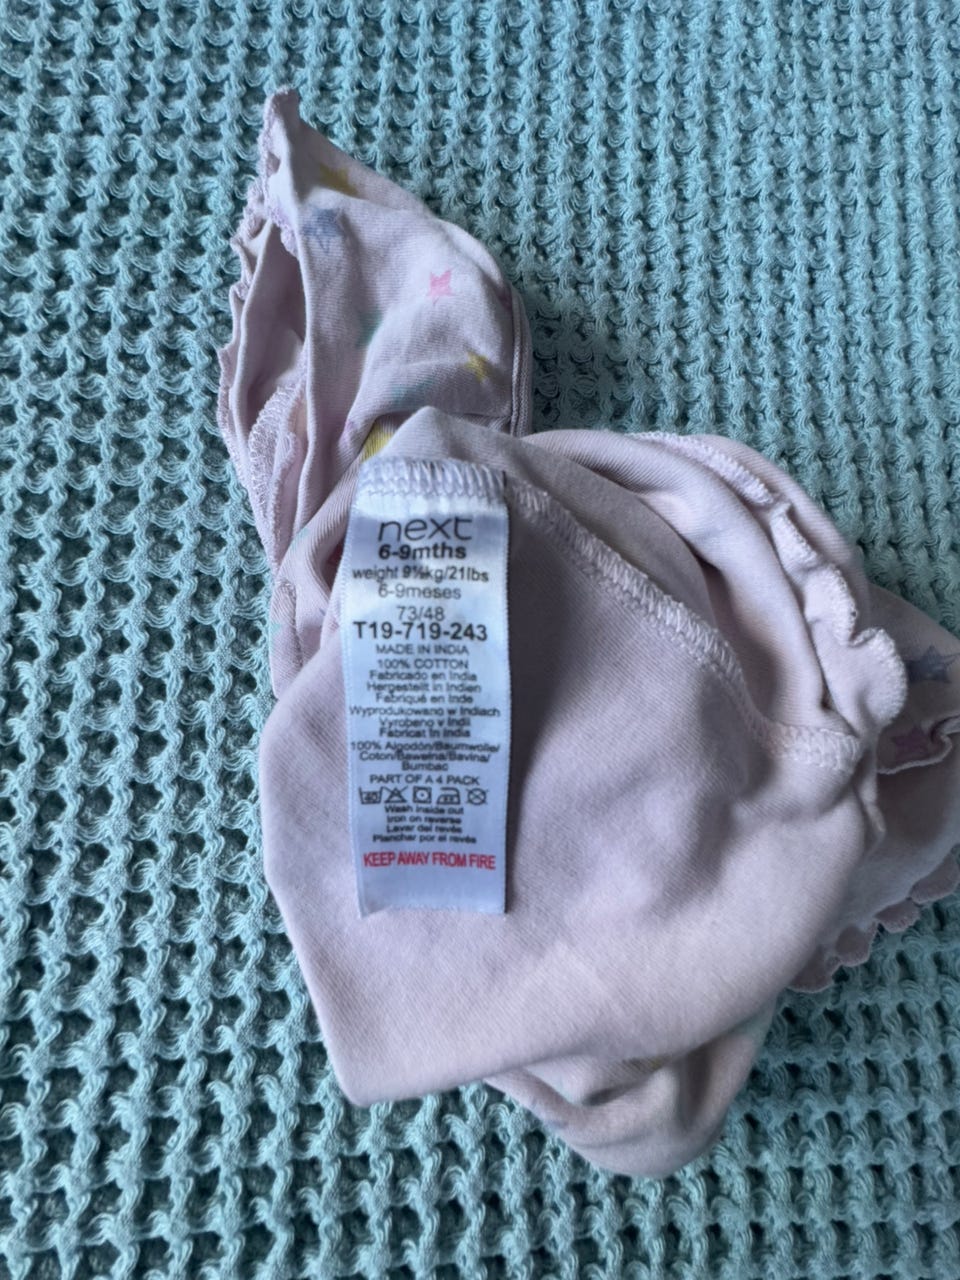 next
6-9mths
weight 9½kg/21lbs
6-9meses
73/48
T19-719-243
MADE IN INDIA
100% COTTON
Fabricado en India
Hergestellt in Indien
Fabriqué en Inde
Wyprodukowano w Indiach
Vyrobeno v Indii
Fabricat în India
100% Algodón/Baumwolle/
Coton/Bawełna/Bavlna/
Bumbac
PART OF A 4 PACK
40
Wash inside out
Iron on reverse
Lavar del revés
Planchar por el revés
KEEP AWAY FROM FIRE